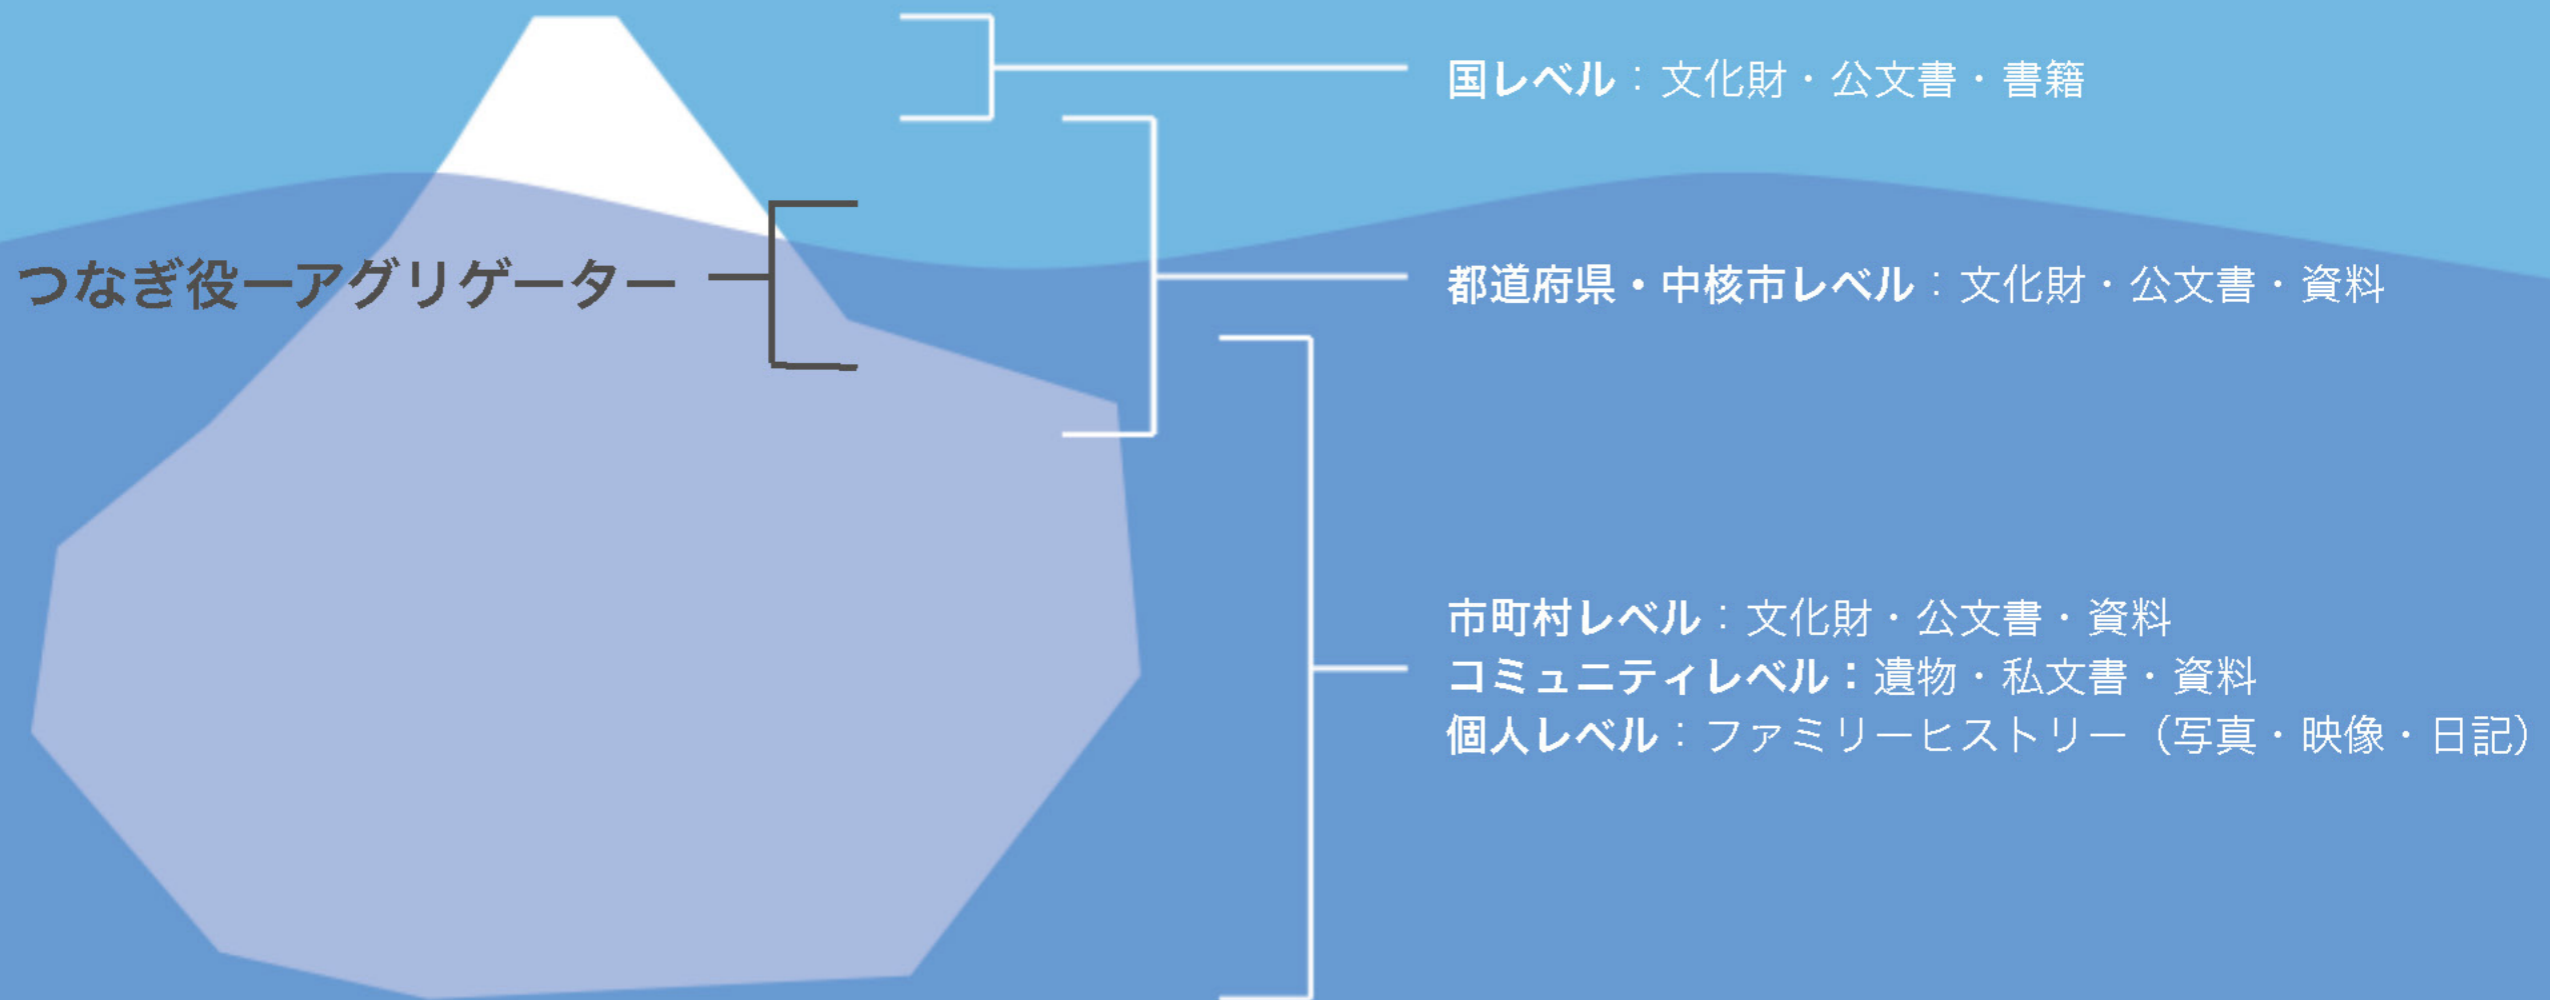 国レベル：文化財・公文書・書籍
つなぎ役ーアグリゲーター
都道府県・中核市レベル：文化財・公文書・資料
市町村レベル：文化財・公文書・資料
コミュニティレベル：遺物・私文書・資料
個人レベル：ファミリーヒストリー（写真・映像・日記）